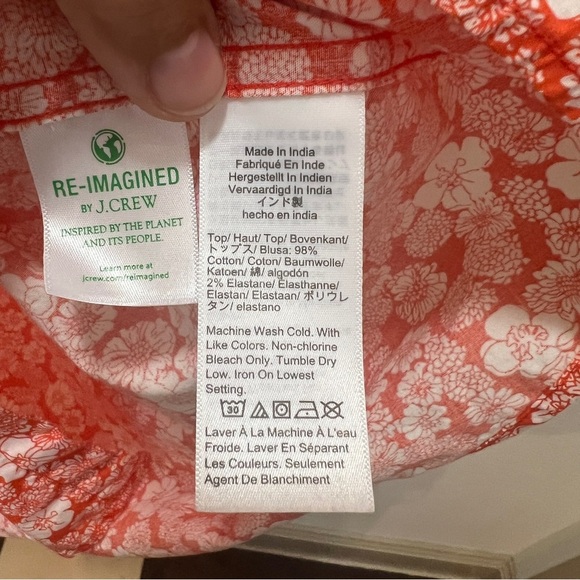 RE-IMAGINED
BY J.CREW
INSPIRED BY THE PLANET
AND ITS PEOPLE.
Learn more at
jcrew.com/reimagined
Made In India
Fabriqué En Inde
Hergestellt In Indien
Vervaardigd In India
インド製
hecho en india
Top/ Haut/ Top/ Bovenkant/
トップス/ Blusa: 98%
Cotton/ Coton/ Baumwolle/
Katoen/ 綿/ algodón
2% Elastane/ Elasthanne/
Elastan/ Elastaan/ ポリウレ
タン/ elastano
Machine Wash Cold. With
Like Colors. Non-chlorine
Bleach Only. Tumble Dry
Low. Iron On Lowest
Setting.
30
Laver À La Machine À L'eau
Froide. Laver En Séparant
Les Couleurs. Seulement
Agent De Blanchiment